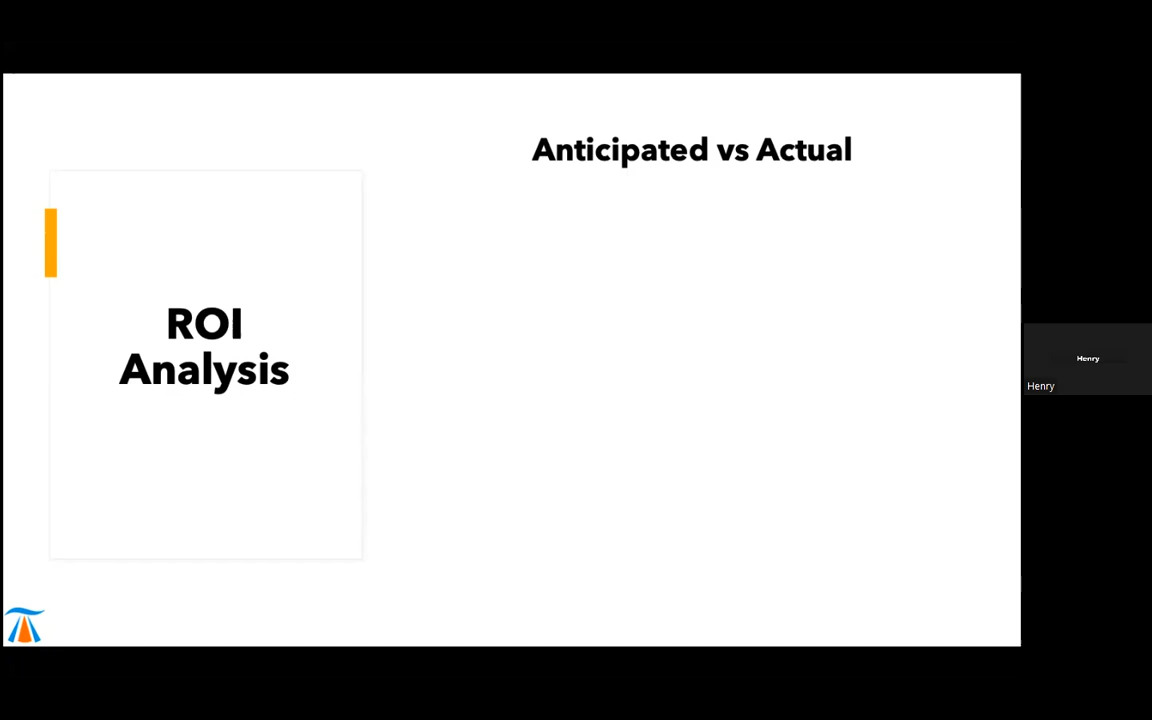 Anticipated vs Actual
ROI
Analysis
Henry
Henry